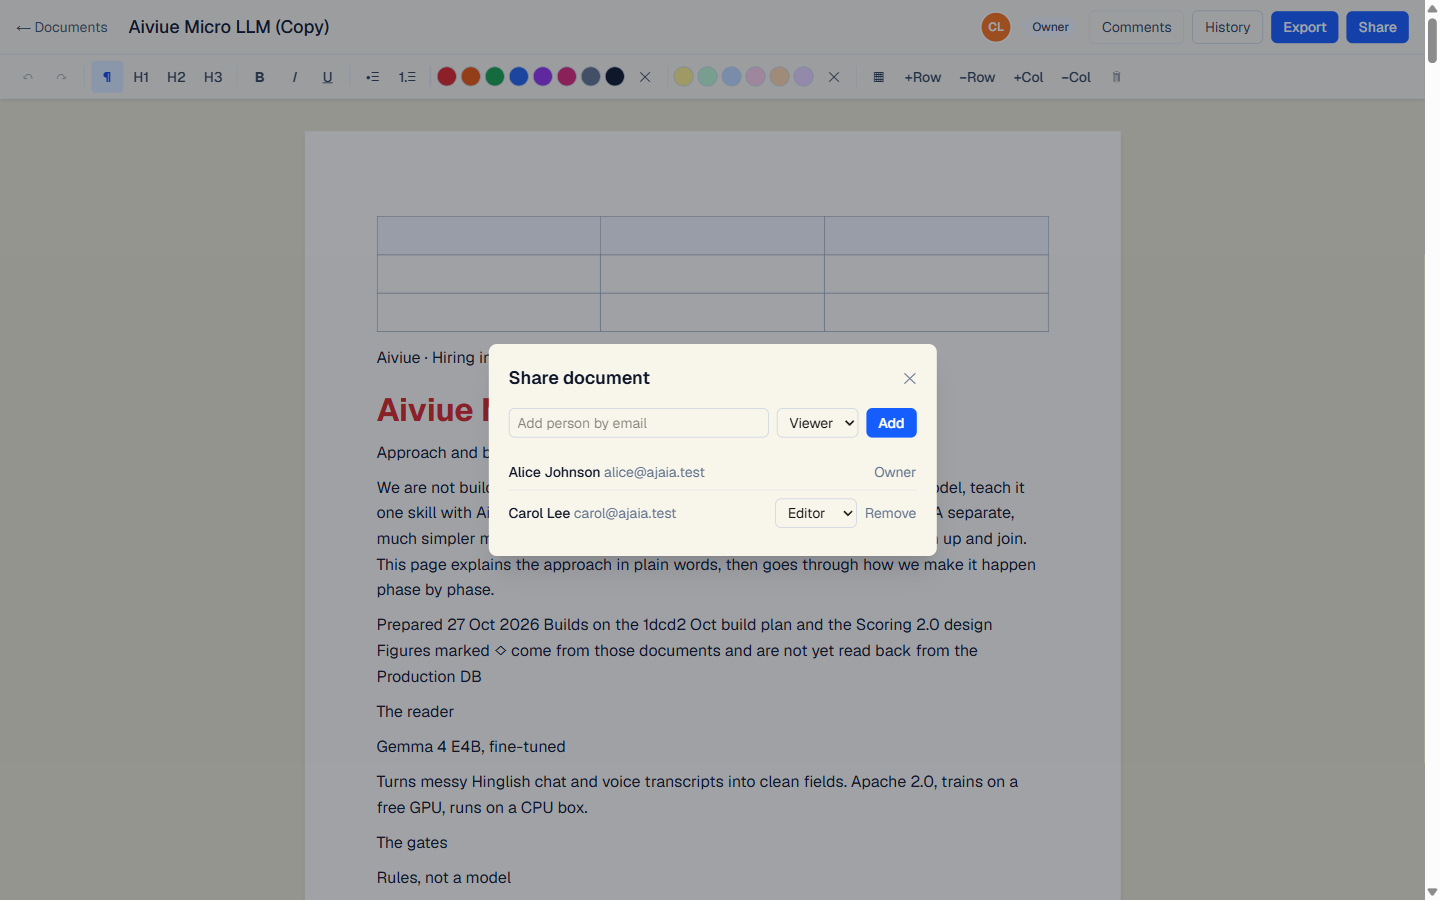 ← Documents Aiviue Micro LLM (Copy) CL Owner Comments History Export Share
¶ H1 H2 H3 B I U 1. +Row −Row +Col −Col
Aiviue · Hiring in
Share document
Add person by email Viewer Add
Alice Johnson alice@ajaia.test Owner
Carol Lee carol@ajaia.test Editor Remove
Aiviue
Approach and b
We are not build odel, teach it
one skill with Ai A separate,
much simpler m up and join.
This page explains the approach in plain words, then goes through how we make it happen
phase by phase.
Prepared 27 Oct 2026 Builds on the 1dcd2 Oct build plan and the Scoring 2.0 design
Figures marked ◇ come from those documents and are not yet read back from the
Production DB
The reader
Gemma 4 E4B, fine-tuned
Turns messy Hinglish chat and voice transcripts into clean fields. Apache 2.0, trains on a
free GPU, runs on a CPU box.
The gates
Rules, not a model